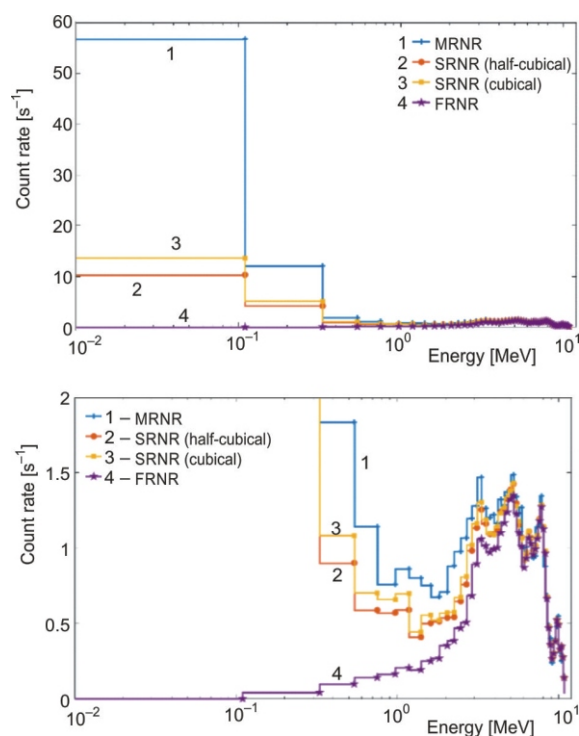 60
50
40
30
20
10
0
Count rate [s⁻¹]
1 MRNR
2 SRNR (half-cubical)
3 SRNR (cubical)
4 FRNR
1
3
2
4
10⁻² 10⁻¹ 10⁰ 10¹
Energy [MeV]
2
1.5
1
0.5
0
Count rate [s⁻¹]
1 – MRNR
2 – SRNR (half-cubical)
3 – SRNR (cubical)
4 – FRNR
1
3
2
4
10⁻² 10⁻¹ 10⁰ 10¹
Energy [MeV]